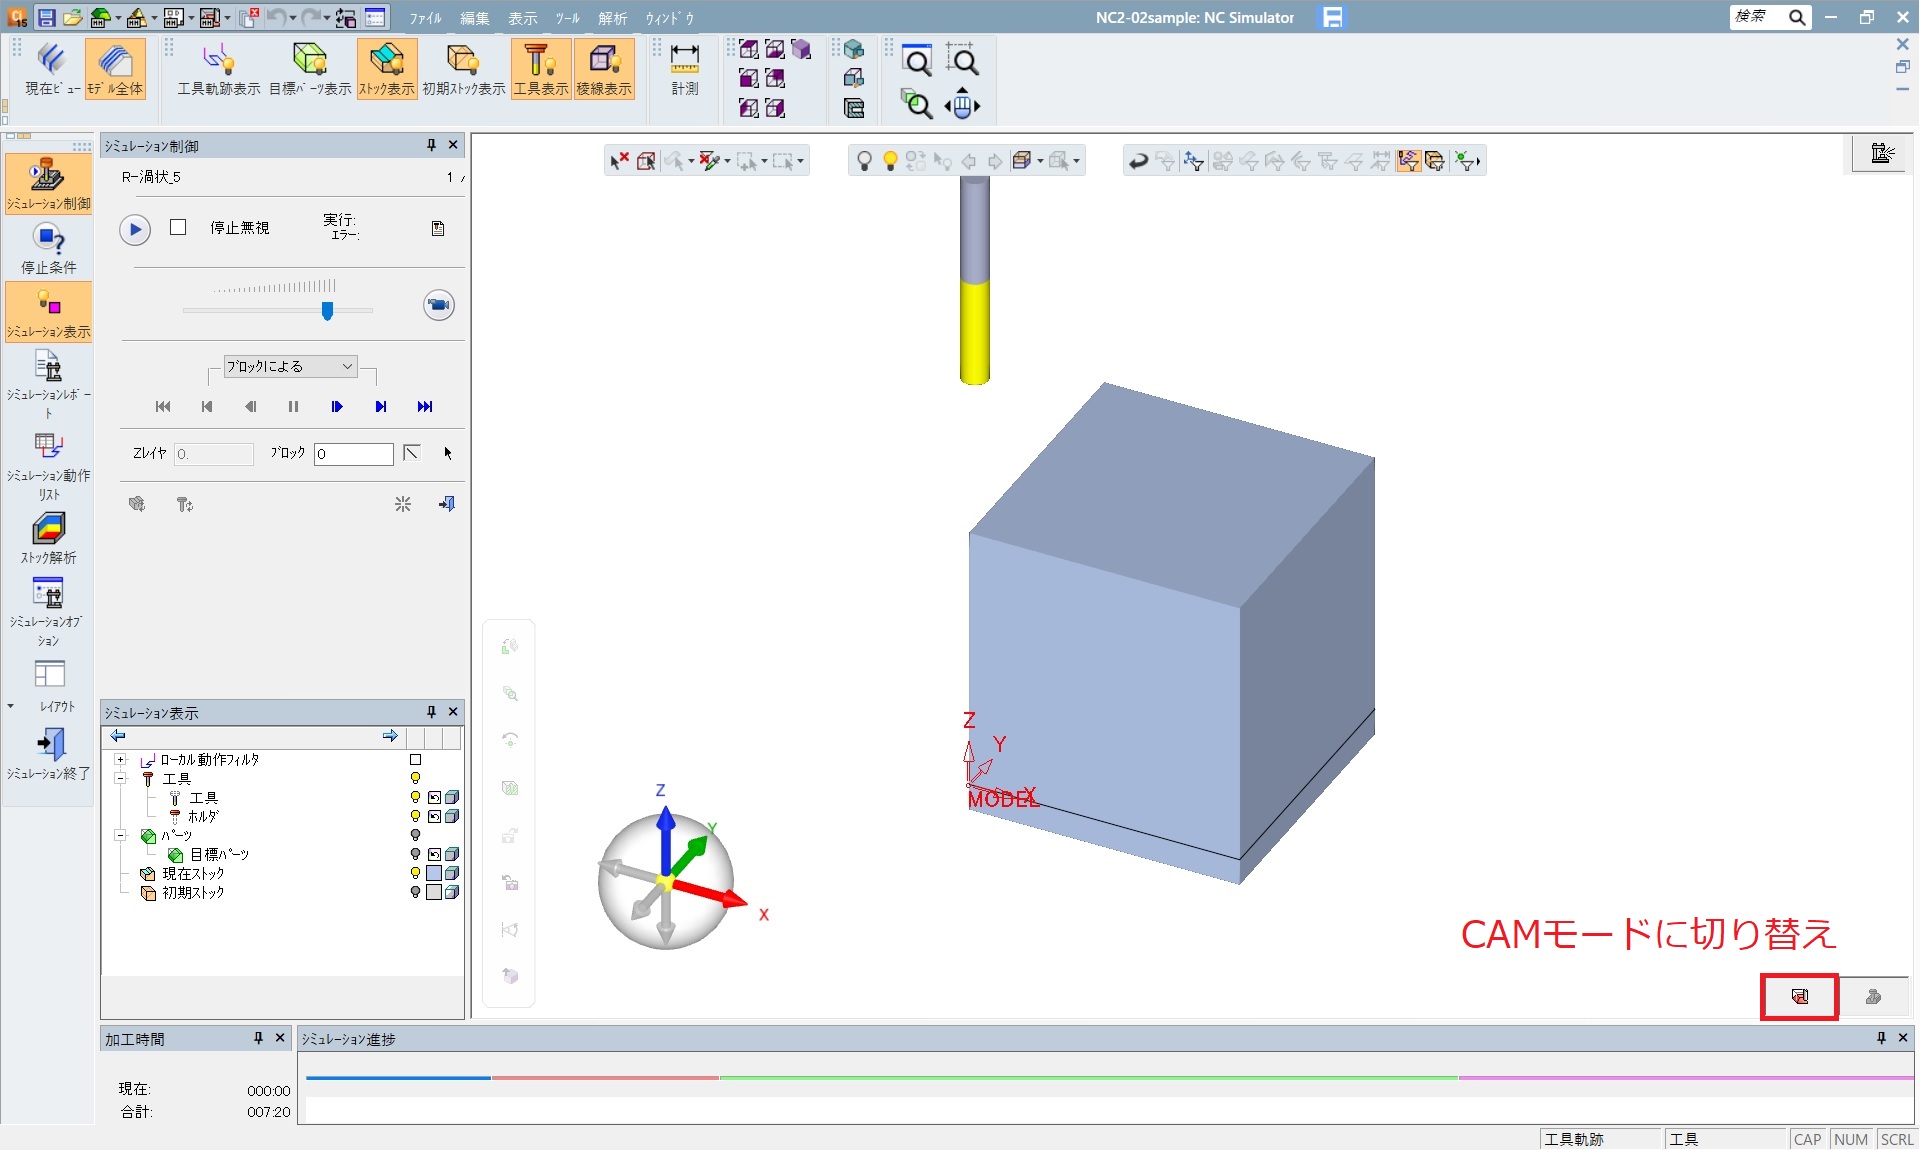 ファイル 編集 表示 ツール 解析 ウィンドウ
NC2-02sample: NC Simulator
検索
現在ビュー モデル全体 工具軌跡表示 目標パーツ表示 ストック表示 初期ストック表示 工具表示 稜線表示 計測
シミュレーション制御
停止条件
シミュレーション表示
シミュレーションレポー
ト
シミュレーション動作
リスト
ストック解析
シミュレーションオプ
ション
レイアウト
シミュレーション終了
シミュレーション制御
R-渦状_5 1 /
停止無視 実行:
エラー:
ブロックによる
Zレイヤ 0. ブロック 0
シミュレーション表示
ローカル動作フィルタ
工具
工具
ホルダ
パーツ
目標パーツ
現在ストック
初期ストック
Z
Y
X
MODEL
Z
Y
X
CAMモードに切り替え
加工時間
現在: 000:00
合計: 007:20
シミュレーション進捗
工具軌跡 工具 CAP NUM SCRL